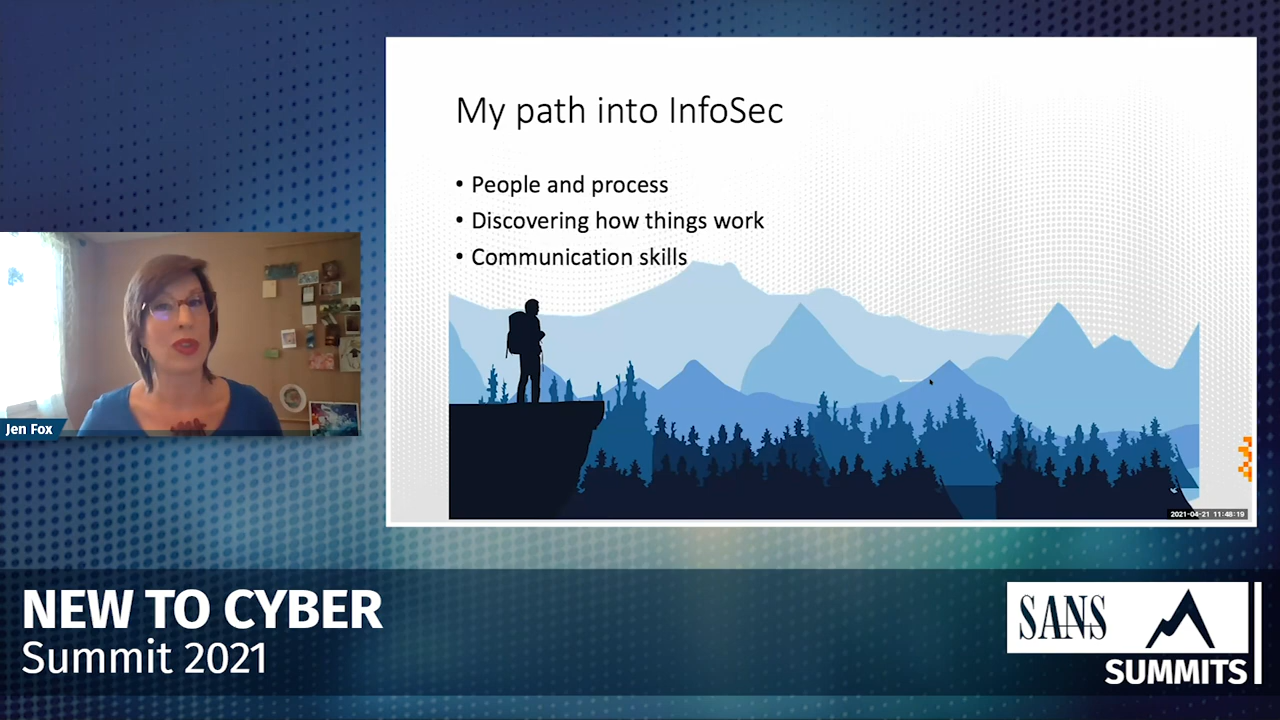 My path into InfoSec
• People and process
• Discovering how things work
• Communication skills
Jen Fox
2021-04-21 11:48:19
NEW TO CYBER
Summit 2021
SANS
SUMMITS